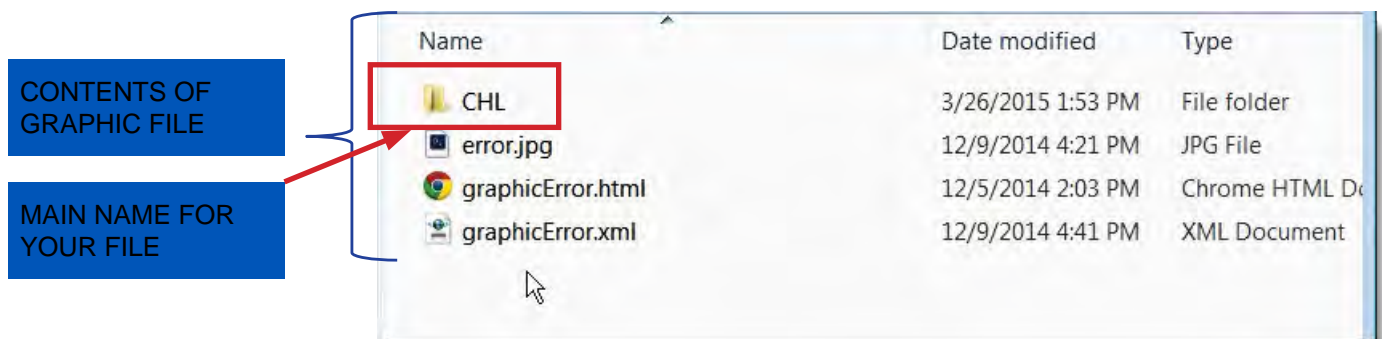 CONTENTS OF
GRAPHIC FILE
MAIN NAME FOR
YOUR FILE
Name Date modified Type
CHL 3/26/2015 1:53 PM File folder
error.jpg 12/9/2014 4:21 PM JPG File
graphicError.html 12/5/2014 2:03 PM Chrome HTML
graphicError.xml 12/9/2014 4:41 PM XML Document